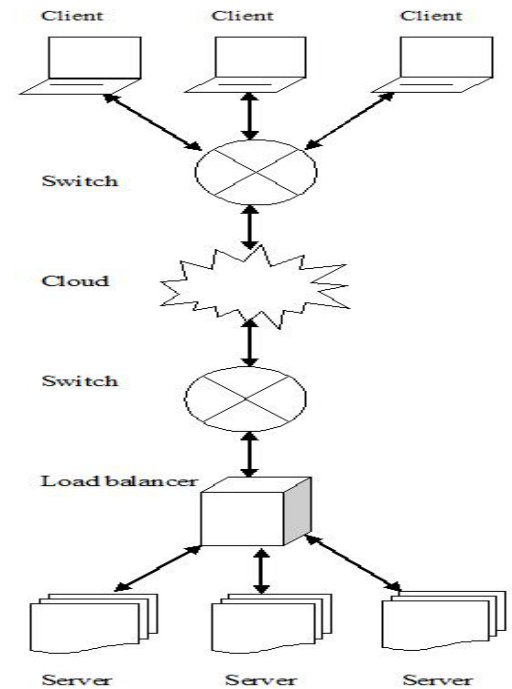 Client Client Client
Switch
Cloud
Switch
Load balancer
Server Server Server